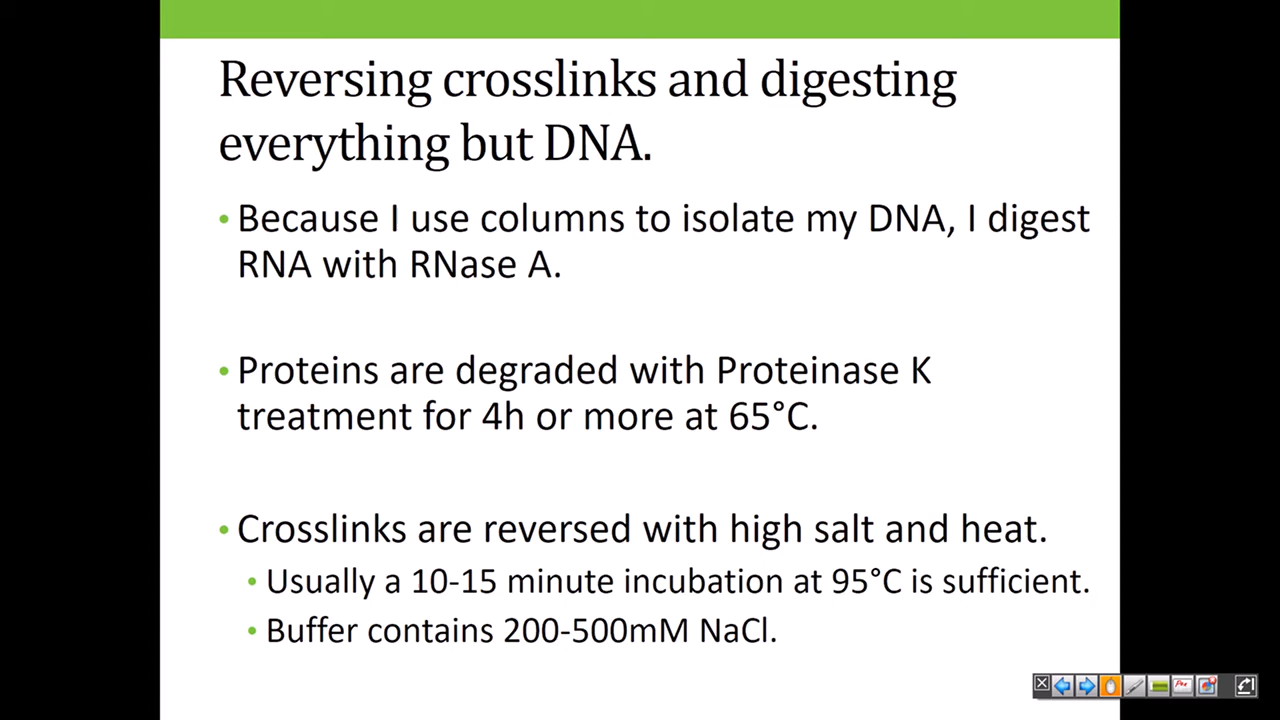 Reversing crosslinks and digesting
everything but DNA.
• Because I use columns to isolate my DNA, I digest
RNA with RNase A.
• Proteins are degraded with Proteinase K
treatment for 4h or more at 65°C.
• Crosslinks are reversed with high salt and heat.
• Usually a 10-15 minute incubation at 95°C is sufficient.
• Buffer contains 200-500mM NaCl.